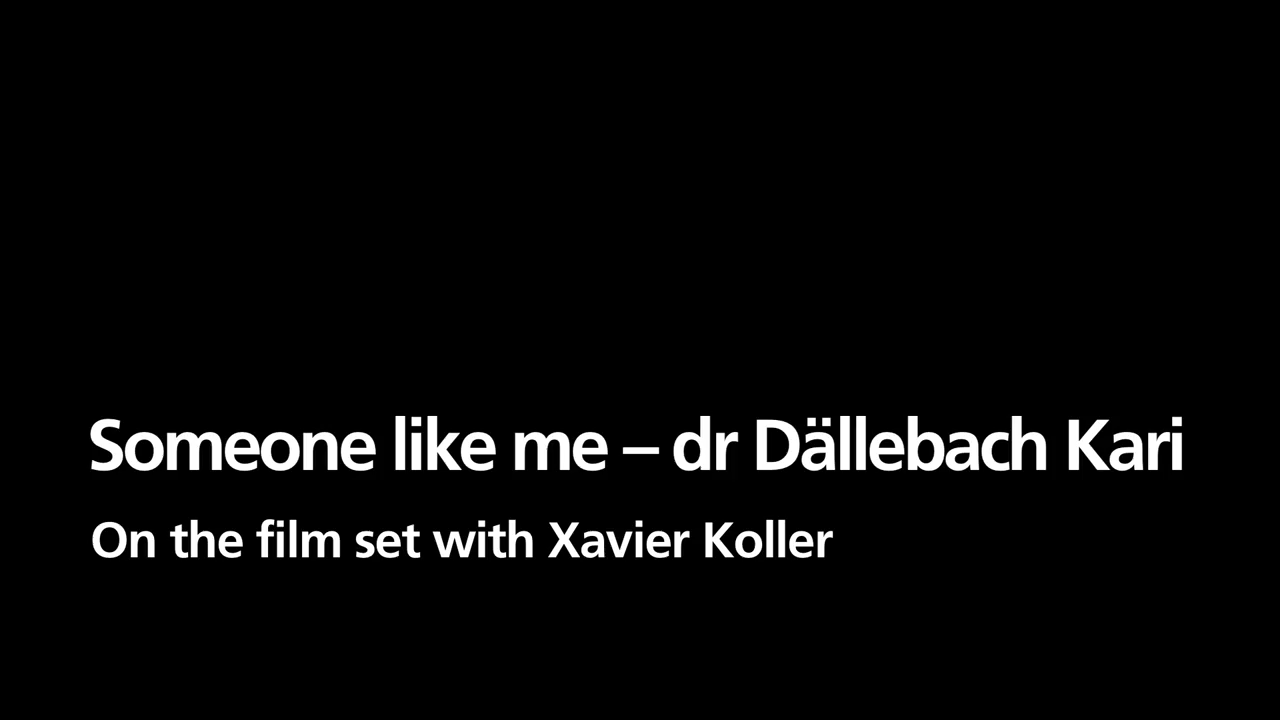 Someone like me – dr Dällebach Kari
On the film set with Xavier Koller